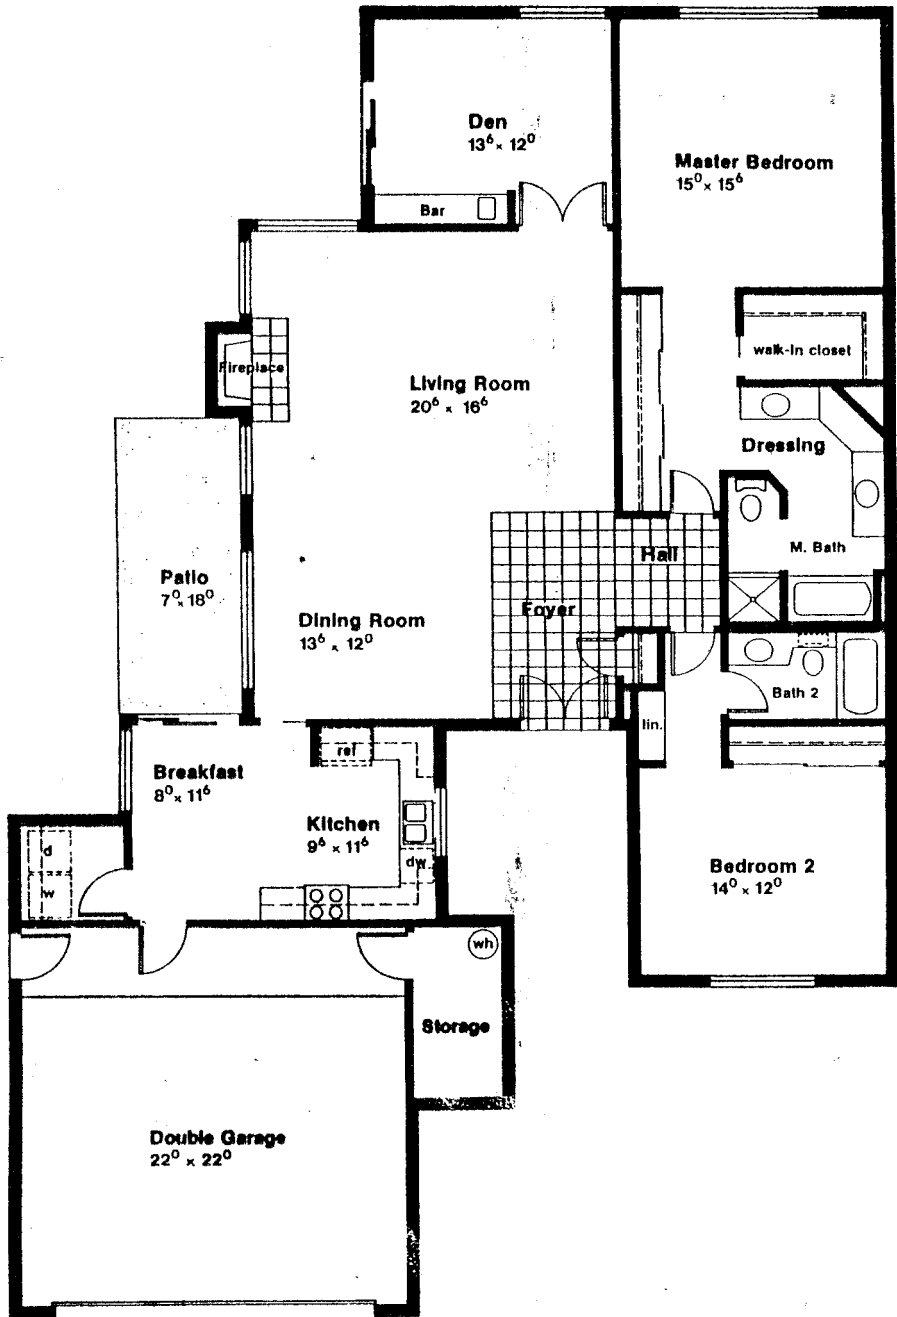 Den
13⁶ × 12⁰
Master Bedroom
15⁰ × 15⁶
Bar
walk-in closet
Fireplace
Living Room
20⁶ × 16⁶
Dressing
M. Bath
Hall
Patio
7⁰ × 18⁰
Foyer
Dining Room
13⁶ × 12⁰
Bath 2
lin.
ref
Breakfast
8⁰ × 11⁶
Kitchen
9⁶ × 11⁶
d
dw
w
Bedroom 2
14⁰ × 12⁰
wh
Storage
Double Garage
22⁰ × 22⁰